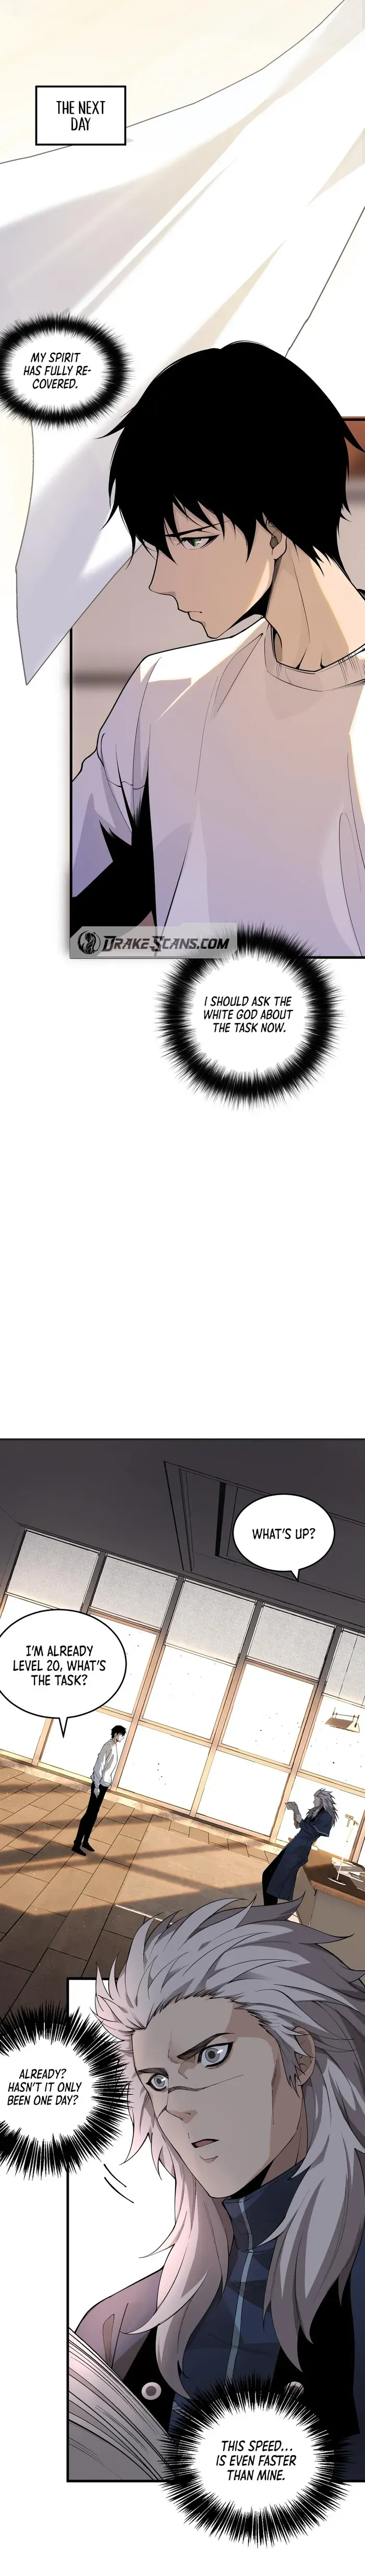 THE NEXT
DAY
MY SPIRIT
HAS FULLY RE-
COVERED.
DRAKESCANS.COM
I SHOULD ASK THE
WHITE GOD ABOUT
THE TASK NOW.
WHAT'S UP?
I'M ALREADY
LEVEL 20, WHAT'S
THE TASK?
ALREADY?
HASN'T IT ONLY
BEEN ONE DAY?
THIS SPEED...
IS EVEN FASTER
THAN MINE.